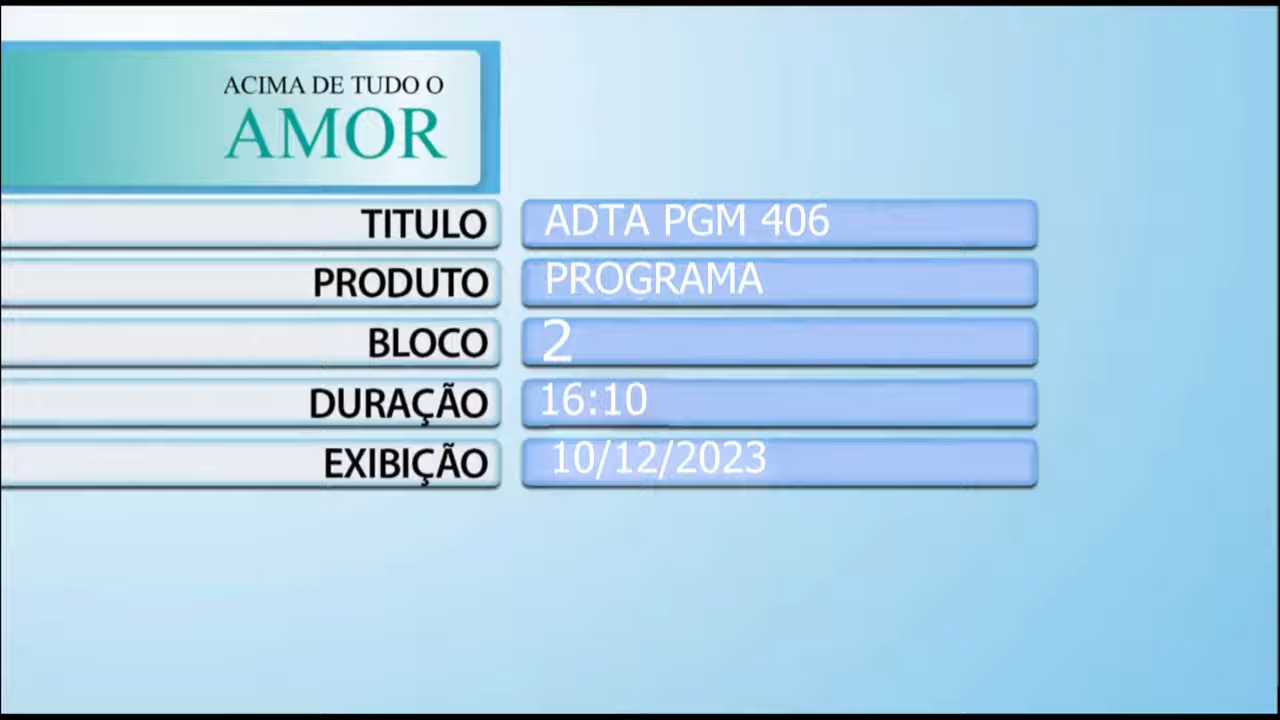 ACIMA DE TUDO O
AMOR
TITULO ADTA PGM 406
PRODUTO PROGRAMA
BLOCO 2
DURAÇÃO 16:10
EXIBIÇÃO 10/12/2023